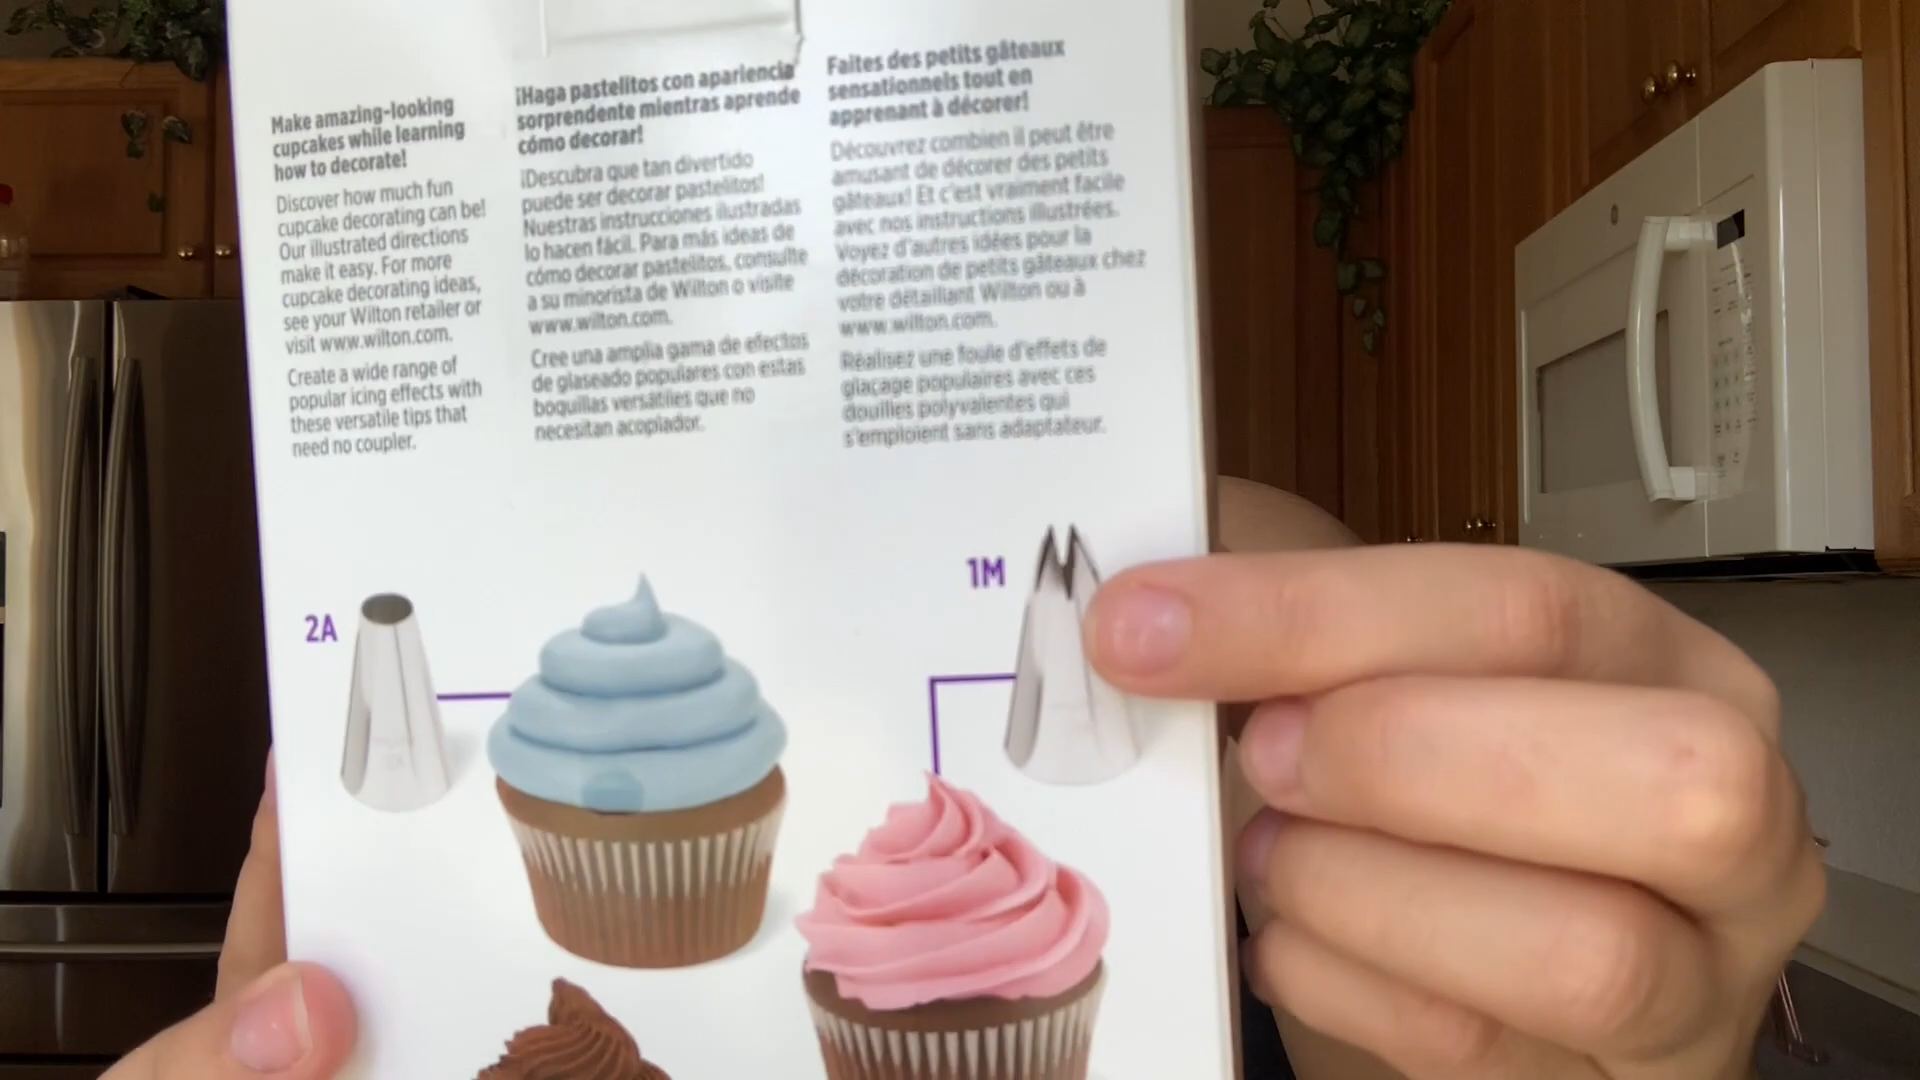 Make amazing-looking
cupcakes while learning
how to decorate!
Discover how much fun
cupcake decorating can be!
Our illustrated directions
make it easy. For more
cupcake decorating ideas,
see your Wilton retailer or
visit www.wilton.com.
Create a wide range of
popular icing effects with
these versatile tips that
need no coupler.
¡Haga pastelitos con apariencia
sorprendente mientras aprende
cómo decorar!
¡Descubra que tan divertido
puede ser decorar pastelitos!
Nuestras instrucciones ilustradas
lo hacen fácil. Para más ideas de
cómo decorar pastelitos, consulte
a su minorista de Wilton o visite
www.wilton.com.
Cree una amplia gama de efectos
de glaseado populares con estas
boquillas versátiles que no
necesitan acoplador.
Faites des petits gâteaux
sensationnels tout en
apprenant à décorer!
Découvrez combien il peut être
amusant de décorer des petits
gâteaux! Et c'est vraiment facile
avec nos instructions illustrées.
Voyez d'autres idées pour la
décoration de petits gâteaux chez
votre détaillant Wilton ou à
www.wilton.com.
Réalisez une foule d'effets de
glaçage populaires avec ces
douilles polyvalentes qui
s'emploient sans adaptateur.
1M
2A